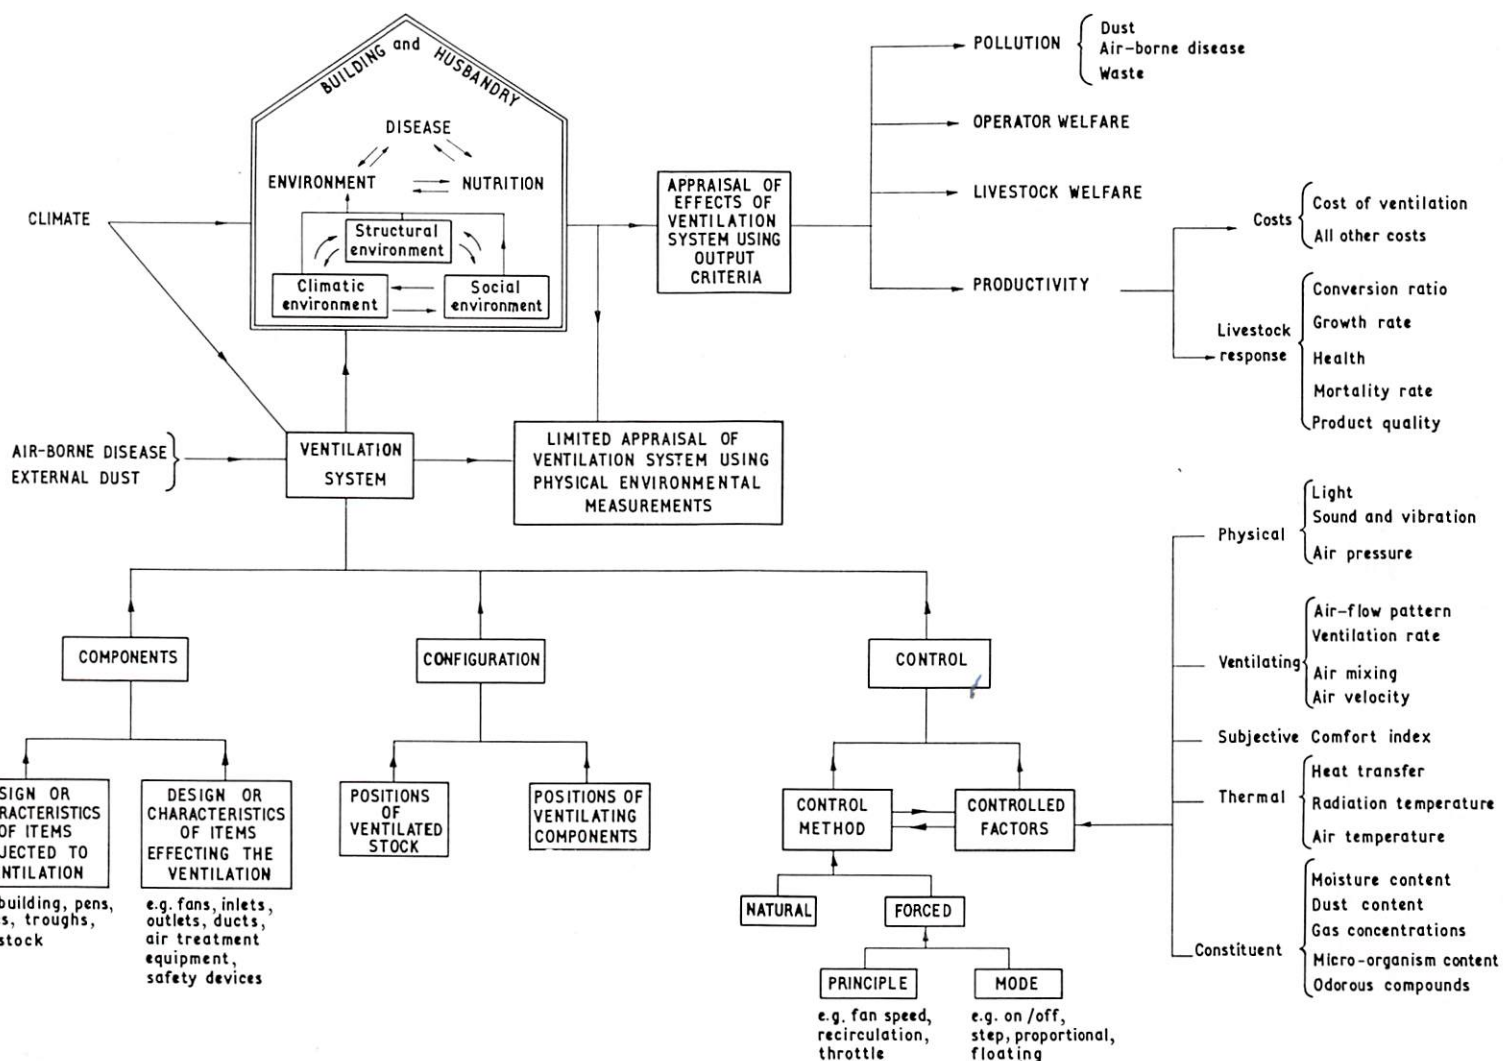 BUILDING and HUSBANDRY
DISEASE
ENVIRONMENT
NUTRITION
Structural
environment
Climatic
environment
Social
environment
CLIMATE
APPRAISAL OF
EFFECTS OF
VENTILATION
SYSTEM USING
OUTPUT
CRITERIA
POLLUTION
Dust
Air-borne disease
Waste
OPERATOR WELFARE
LIVESTOCK WELFARE
PRODUCTIVITY
Costs
Cost of ventilation
All other costs
Livestock
response
Conversion ratio
Growth rate
Health
Mortality rate
Product quality
AIR-BORNE DISEASE
EXTERNAL DUST
VENTILATION
SYSTEM
LIMITED APPRAISAL OF
VENTILATION SYSTEM USING
PHYSICAL ENVIRONMENTAL
MEASUREMENTS
COMPONENTS
CONFIGURATION
CONTROL
OF ITEMS
building, pens,
troughs,
stock
DESIGN OR
CHARACTERISTICS
OF ITEMS
EFFECTING THE
VENTILATION
e.g. fans, inlets,
outlets, ducts,
air treatment
equipment,
safety devices
POSITIONS
OF
VENTILATED
STOCK
POSITIONS OF
VENTILATING
COMPONENTS
CONTROL
METHOD
CONTROLLED
FACTORS
NATURAL
FORCED
PRINCIPLE
e.g. fan speed,
recirculation,
throttle
MODE
e.g. on/off,
step, proportional,
floating
Physical
Light
Sound and vibration
Air pressure
Ventilating
Air-flow pattern
Ventilation rate
Air mixing
Air velocity
Subjective Comfort index
Thermal
Heat transfer
Radiation temperature
Air temperature
Constituent
Moisture content
Dust content
Gas concentrations
Micro-organism content
Odorous compounds